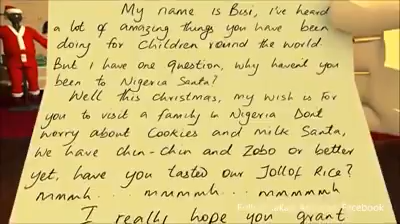 My name is Bisi, i've heard
a lot of amazing things you have been
doing for Children round the world.
But I have one question, why havent you
been to Nigeria Santa?
Well this christmas, my wish is for
you to visit a family in Nigeria Dont
worry about Cookies and milk Santa,
we have chin-chin and Zobo or better
yet, have you tasted our Jollof Rice?
mmmh... mmmmh... mmmmmh
I really hope you grant